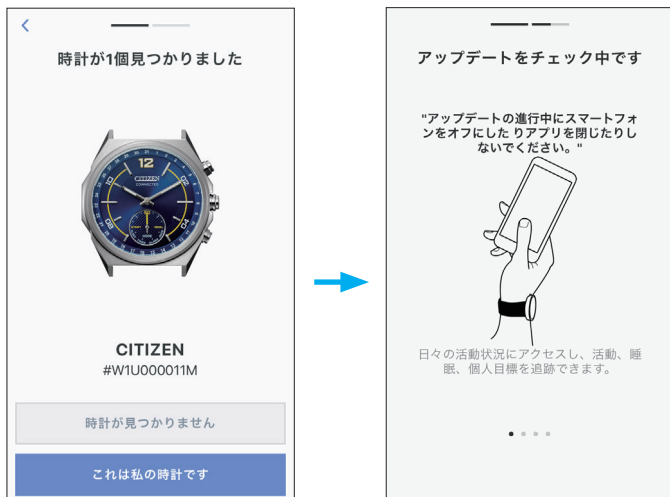 時計が1個見つかりました
12
02
04
08
10
CITIZEN
CONNECTED
CITIZEN
#W1U000011M
時計が見つかりません
これは私の時計です
アップデートをチェック中です
"アップデートの進行中にスマートフォ
ンをオフにした りアプリを閉じたりし
ないでください。"
日々の活動状況にアクセスし、活動、睡
眠、個人目標を追跡できます。